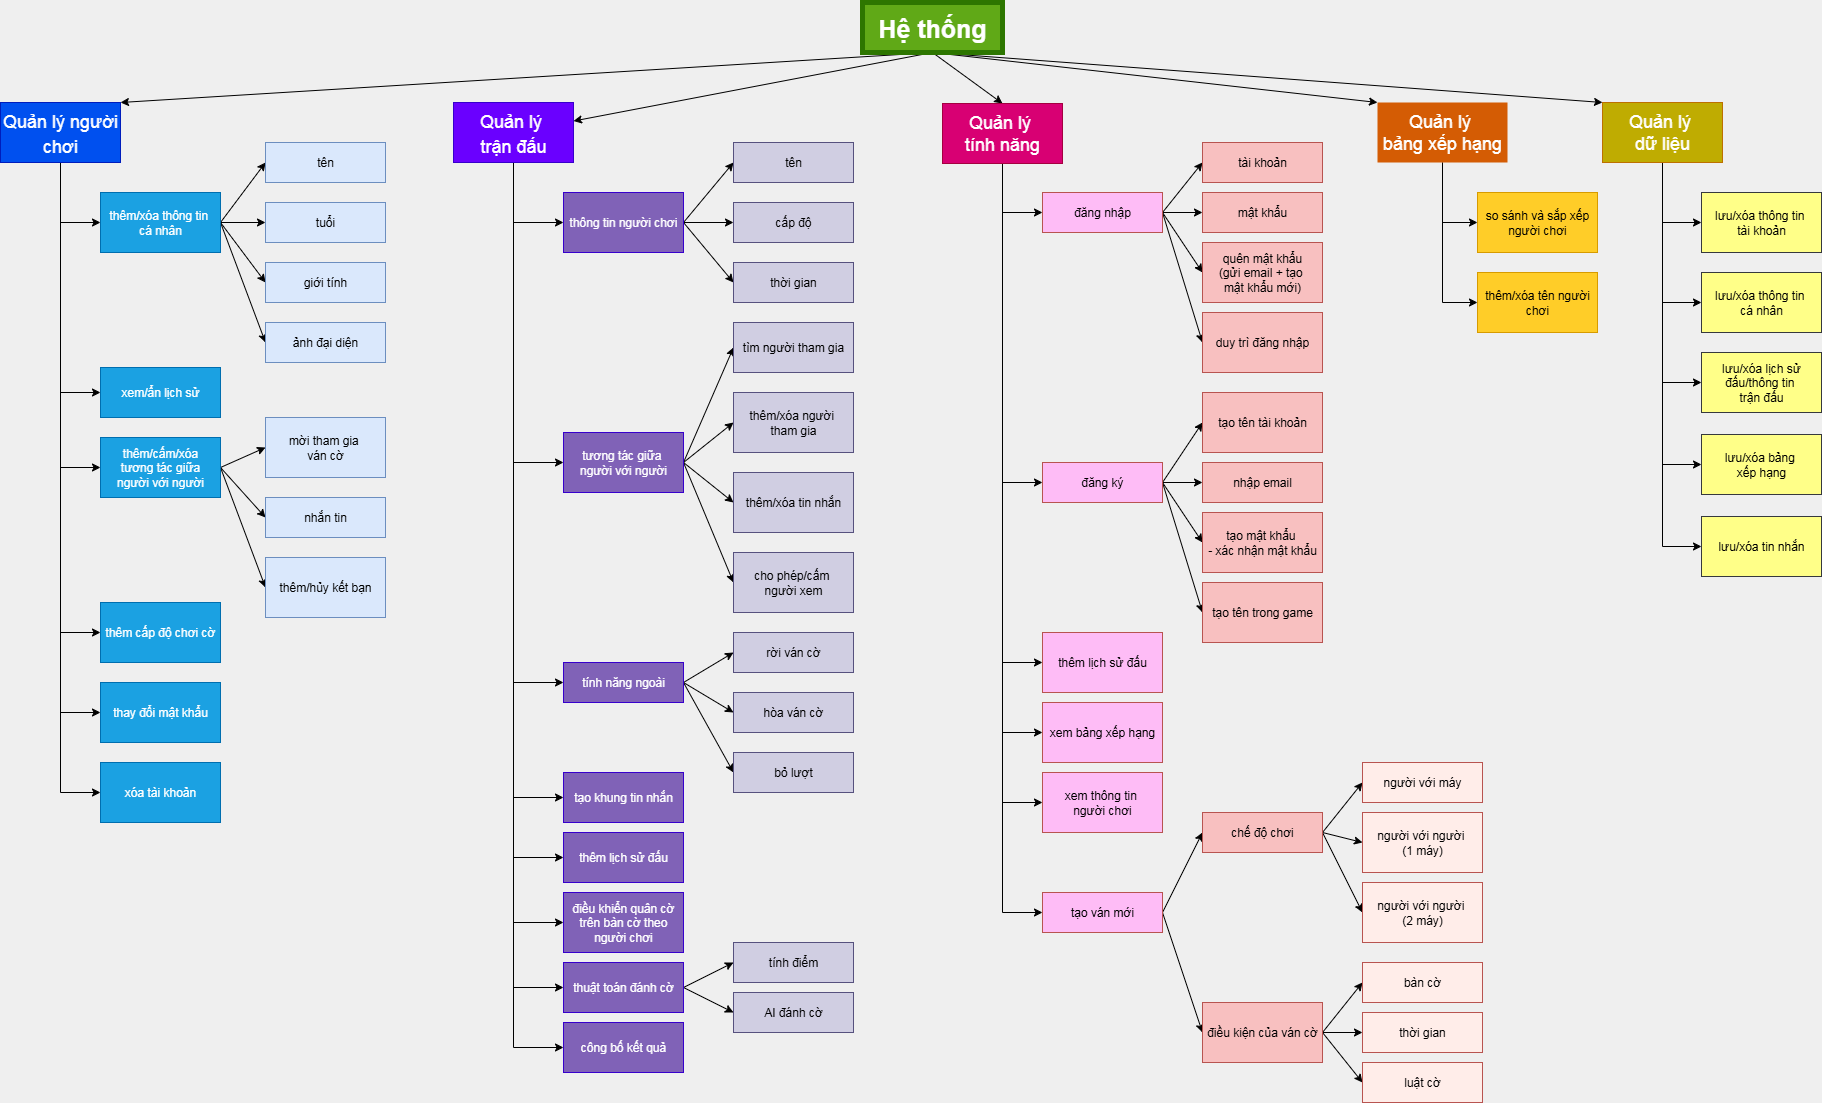 Hệ thống
Quản lý người
chơi
thêm/xóa thông tin
cá nhân
tên
tuổi
giới tính
ảnh đại diện
xem/ẩn lịch sử
thêm/cấm/xóa
tương tác giữa
người với người
mời tham gia
ván cờ
nhắn tin
thêm/hủy kết bạn
thêm cấp độ chơi cờ
thay đổi mật khẩu
xóa tài khoản
Quản lý
trận đấu
thông tin người chơi
tên
cấp độ
thời gian
tương tác giữa
người với người
tìm người tham gia
thêm/xóa người
tham gia
thêm/xóa tin nhắn
cho phép/cấm
người xem
tính năng ngoài
rời ván cờ
hòa ván cờ
bỏ lượt
tạo khung tin nhắn
thêm lịch sử đấu
điều khiển quân cờ
trên bàn cờ theo
người chơi
thuật toán đánh cờ
tính điểm
AI đánh cờ
công bố kết quả
Quản lý
tính năng
đăng nhập
tài khoản
mật khẩu
quên mật khẩu
(gửi email + tạo
mật khẩu mới)
duy trì đăng nhập
đăng ký
tạo tên tài khoản
nhập email
tạo mật khẩu
- xác nhận mật khẩu
tạo tên trong game
thêm lịch sử đấu
xem bảng xếp hạng
xem thông tin
người chơi
tạo ván mới
chế độ chơi
người với máy
người với người
(1 máy)
người với người
(2 máy)
điều kiện của ván cờ
bàn cờ
thời gian
luật cờ
Quản lý
bảng xếp hạng
so sánh và sắp xếp
người chơi
thêm/xóa tên người
chơi
Quản lý
dữ liệu
lưu/xóa thông tin
tài khoản
lưu/xóa thông tin
cá nhân
lưu/xóa lịch sử
đấu/thông tin
trận đấu
lưu/xóa bảng
xếp hạng
lưu/xóa tin nhắn